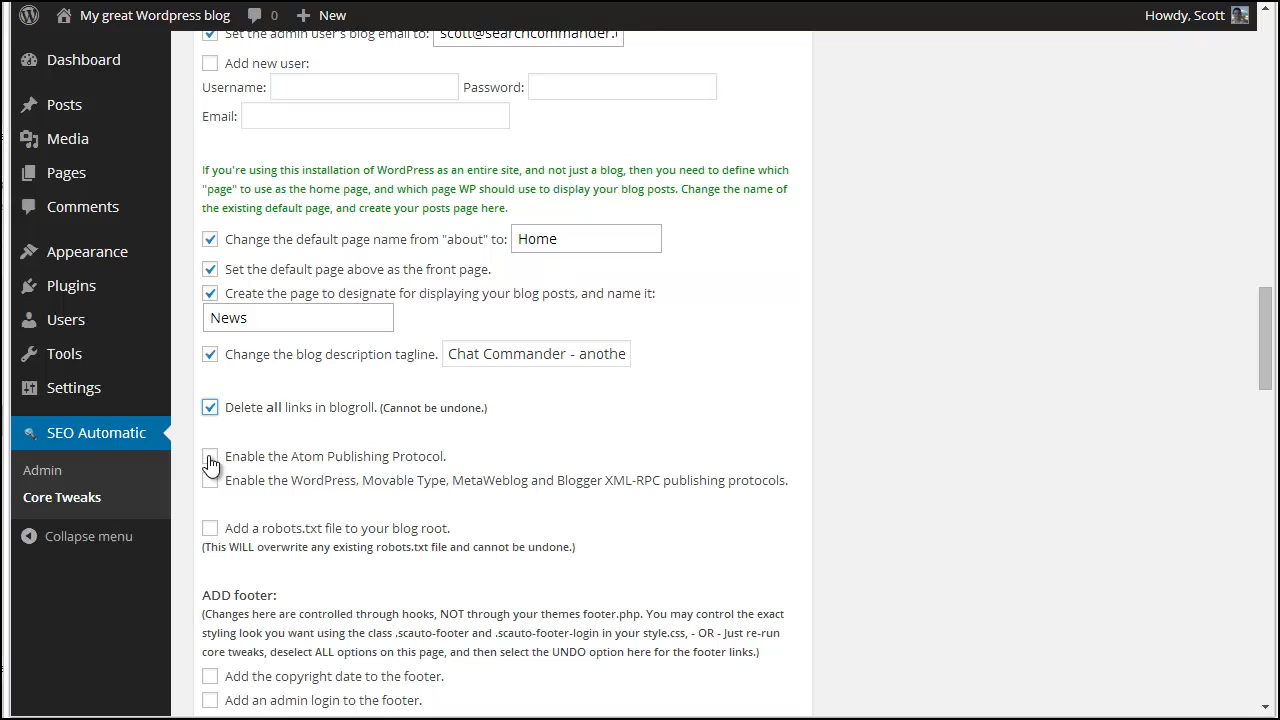 My great Wordpress blog 0 New Howdy, Scott
Dashboard
Posts
Media
Pages
Comments
Appearance
Plugins
Users
Tools
Settings
SEO Automatic
Admin
Core Tweaks
Collapse menu
Set the admin user's blog email to: scott@searchcommander.
Add new user:
Username: Password:
Email:
If you're using this installation of WordPress as an entire site, and not just a blog, then you need to define which
"page" to use as the home page, and which page WP should use to display your blog posts. Change the name of
the existing default page, and create your posts page here.
Change the default page name from "about" to: Home
Set the default page above as the front page.
Create the page to designate for displaying your blog posts, and name it:
News
Change the blog description tagline. Chat Commander - anothe
Delete all links in blogroll. (Cannot be undone.)
Enable the Atom Publishing Protocol.
Enable the WordPress, Movable Type, MetaWeblog and Blogger XML-RPC publishing protocols.
Add a robots.txt file to your blog root.
(This WILL overwrite any existing robots.txt file and cannot be undone.)
ADD footer:
(Changes here are controlled through hooks, NOT through your themes footer.php. You may control the exact
styling look you want using the class .scauto-footer and .scauto-footer-login in your style.css, - OR - Just re-run
core tweaks, deselect ALL options on this page, and then select the UNDO option here for the footer links.)
Add the copyright date to the footer.
Add an admin login to the footer.